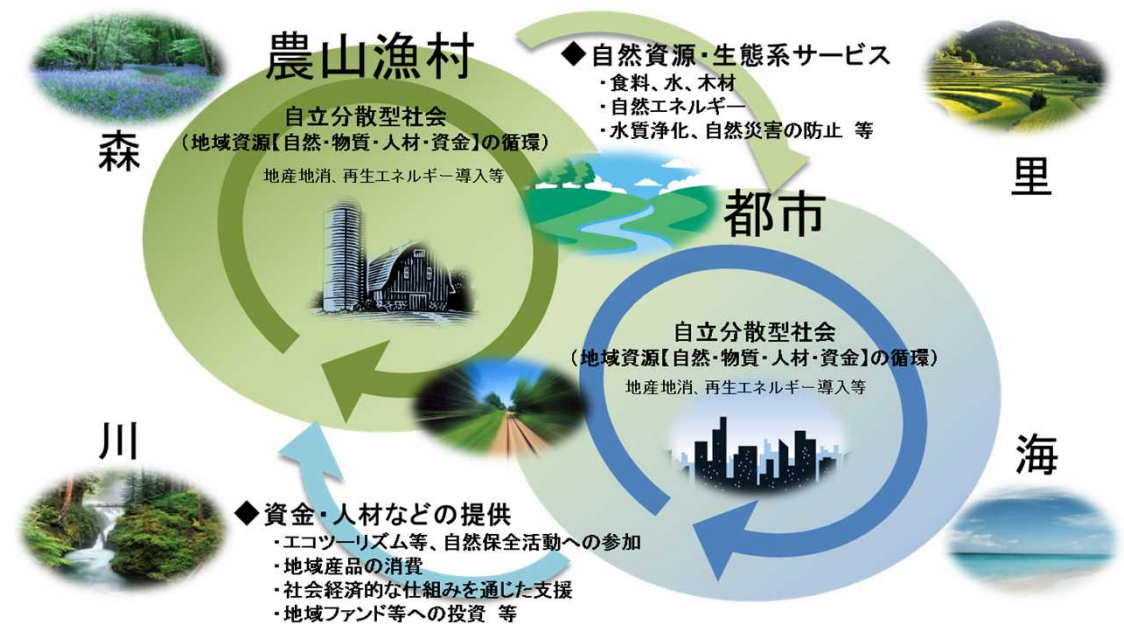 農山漁村
自立分散型社会
（地域資源【自然・物質・人材・資金】の循環）
地産地消、再生エネルギー導入等
森
◆自然資源・生態系サービス
・食料、水、木材
・自然エネルギー
・水質浄化、自然災害の防止 等
里
都市
自立分散型社会
（地域資源【自然・物質・人材・資金】の循環）
地産地消、再生エネルギー導入等
川
海
◆資金・人材などの提供
・エコツーリズム等、自然保全活動への参加
・地域産品の消費
・社会経済的な仕組みを通じた支援
・地域ファンド等への投資 等